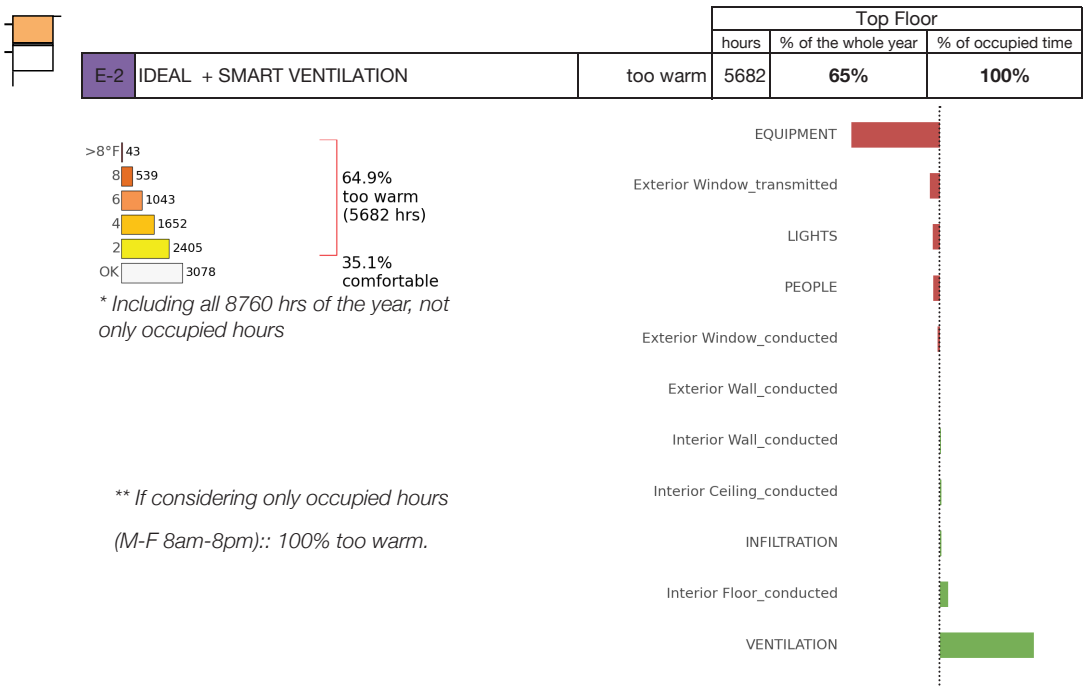 Top Floor
hours % of the whole year % of occupied time
E-2 IDEAL + SMART VENTILATION too warm 5682 65% 100%
>8°F 43
8 539
6 1043
4 1652
2 2405
OK 3078
64.9%
too warm
(5682 hrs)
35.1%
comfortable
* Including all 8760 hrs of the year, not
only occupied hours
** If considering only occupied hours
(M-F 8am-8pm):: 100% too warm.
EQUIPMENT
Exterior Window_transmitted
LIGHTS
PEOPLE
Exterior Window_conducted
Exterior Wall_conducted
Interior Wall_conducted
Interior Ceiling_conducted
INFILTRATION
Interior Floor_conducted
VENTILATION